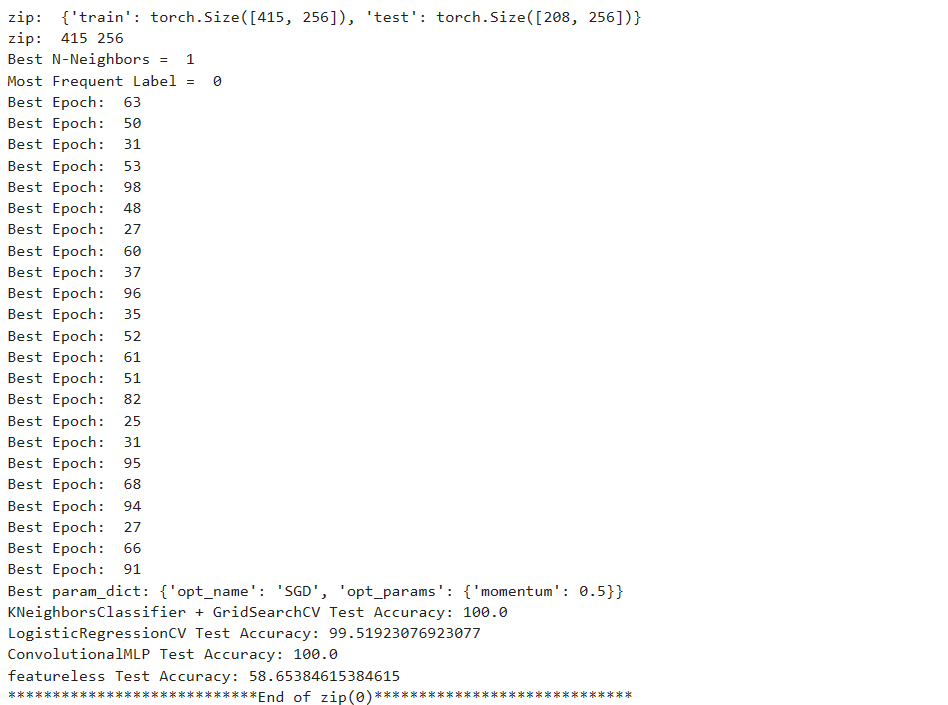 zip:  {'train': torch.Size([415, 256]), 'test': torch.Size([208, 256])}
zip:  415 256
Best N-Neighbors =  1
Most Frequent Label =  0
Best Epoch:  63
Best Epoch:  50
Best Epoch:  31
Best Epoch:  53
Best Epoch:  98
Best Epoch:  48
Best Epoch:  27
Best Epoch:  60
Best Epoch:  37
Best Epoch:  96
Best Epoch:  35
Best Epoch:  52
Best Epoch:  61
Best Epoch:  51
Best Epoch:  82
Best Epoch:  25
Best Epoch:  31
Best Epoch:  95
Best Epoch:  68
Best Epoch:  94
Best Epoch:  27
Best Epoch:  66
Best Epoch:  91
Best param_dict: {'opt_name': 'SGD', 'opt_params': {'momentum': 0.5}}
KNeighborsClassifier + GridSearchCV Test Accuracy: 100.0
LogisticRegressionCV Test Accuracy: 99.51923076923077
ConvolutionalMLP Test Accuracy: 100.0
featureless Test Accuracy: 58.65384615384615
****************************End of zip(0)*****************************